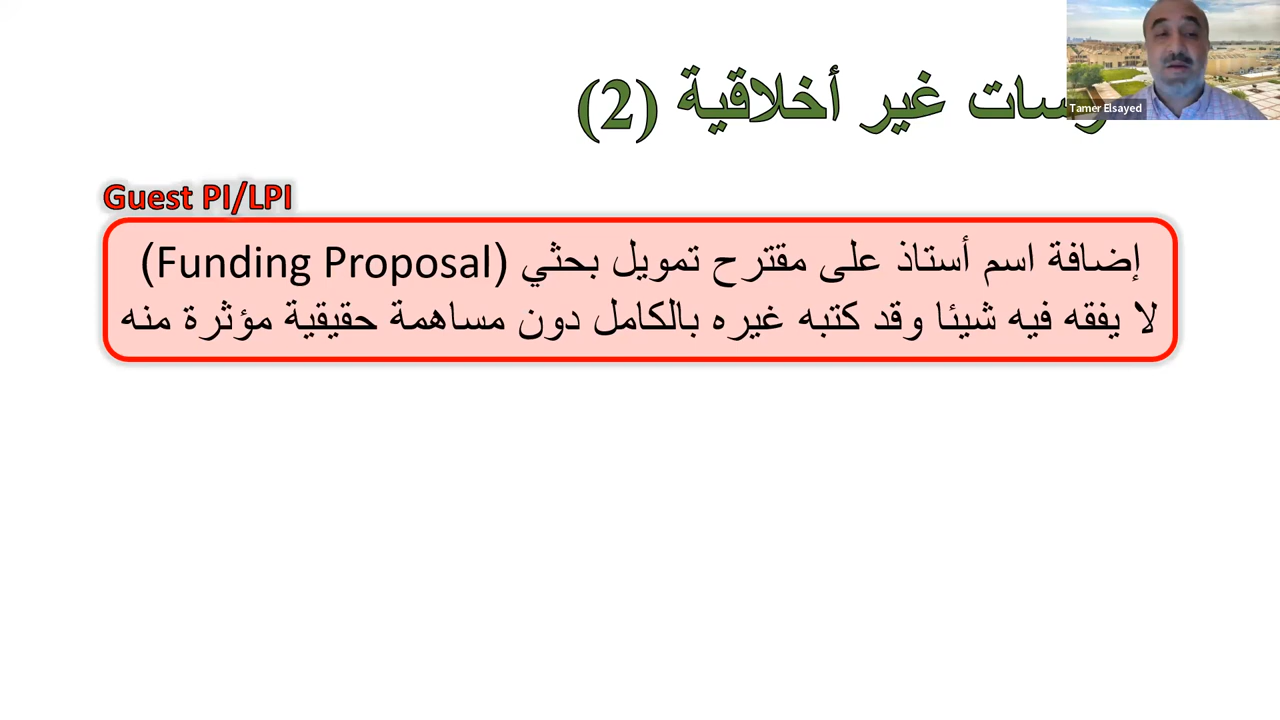 غير أخلاقية (2)
Tamer Elsayed
Guest PI/LPI
إضافة اسم أستاذ على مقترح تمويل بحثي (Funding Proposal)
لا يفقه فيه شيئا وقد كتبه غيره بالكامل دون مساهمة حقيقية مؤثرة منه